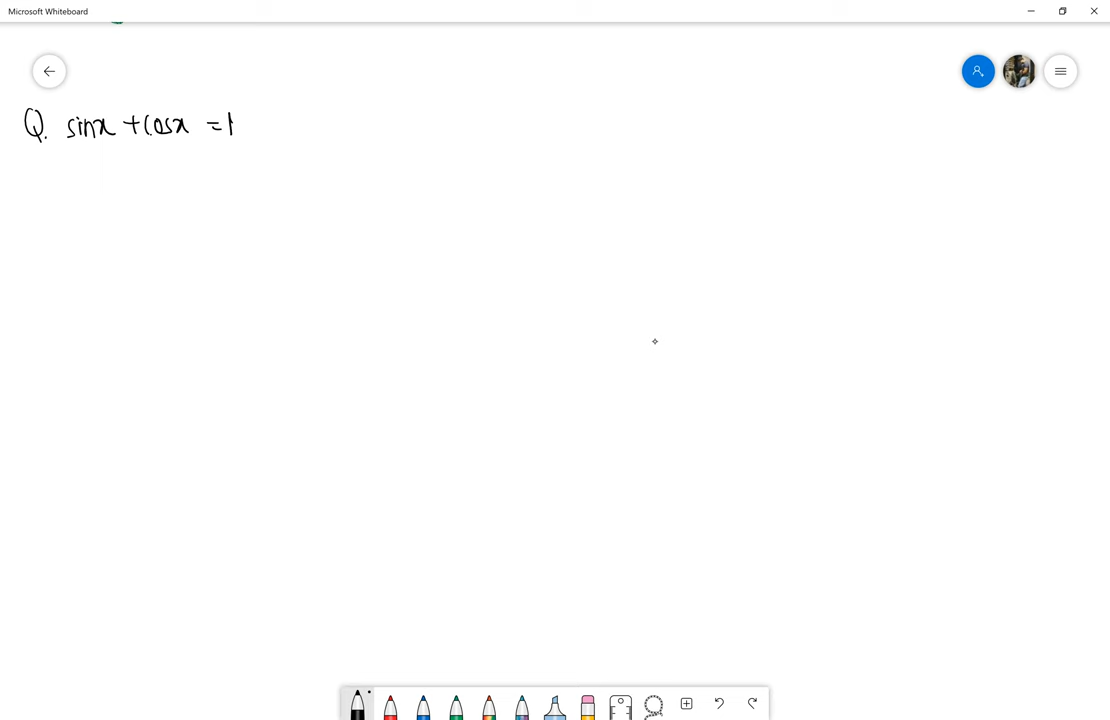 Microsoft Whiteboard
Q. sinx + cosx = 1